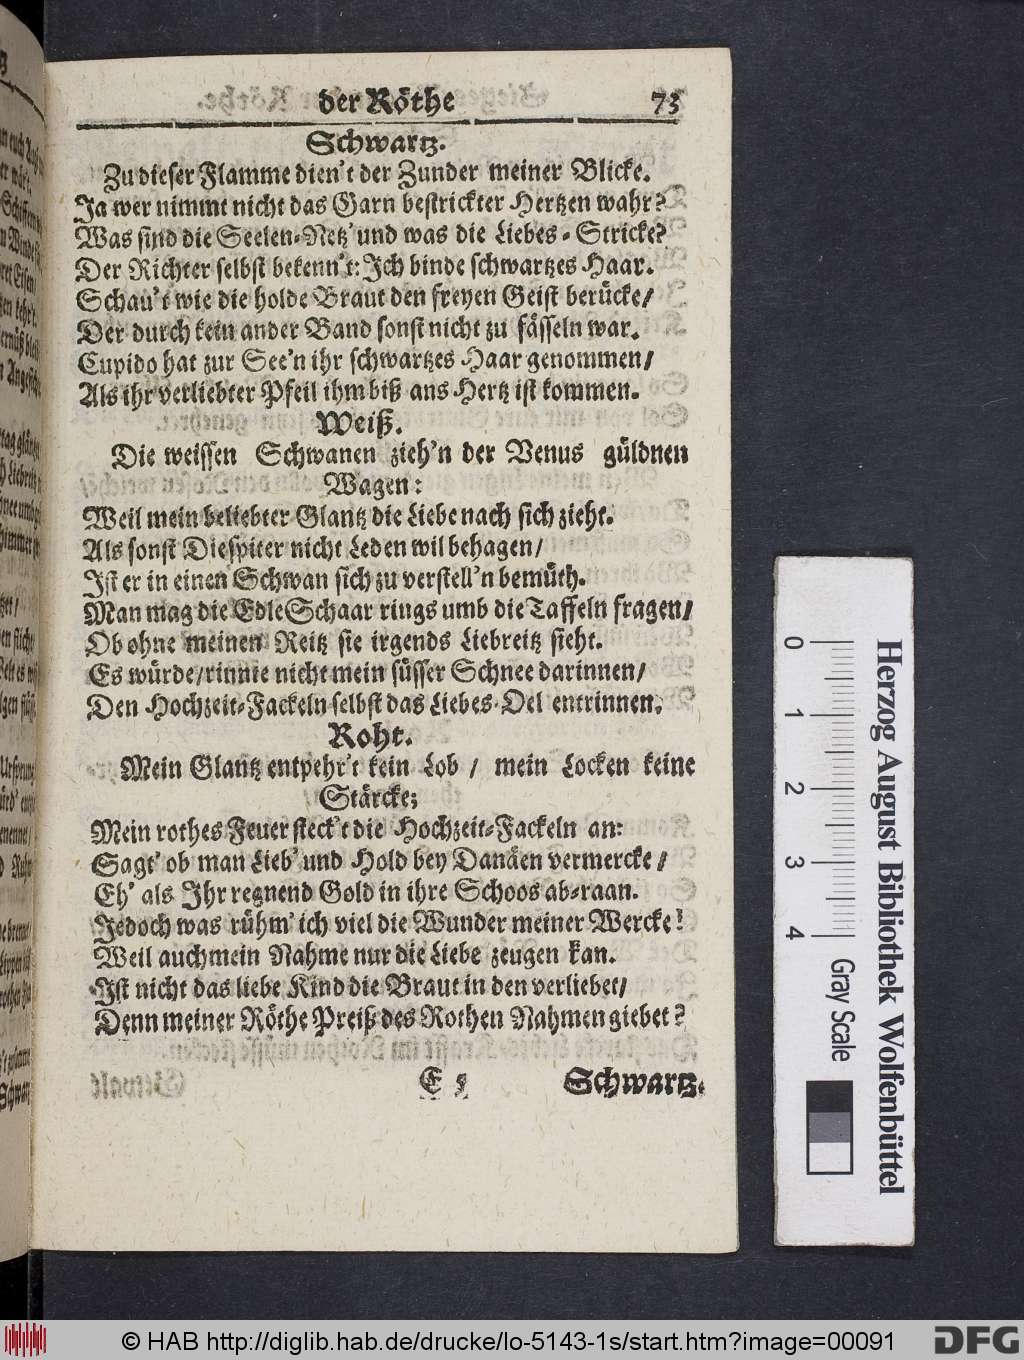 der Röthe 73
Schwartz.
Zu dieser Flamme dien't der Zunder meiner Blicke.
Ja wer nimmt nicht das Garn bestrickter Hertzen wahr?
Was sind die Seelen-Netz' und was die Liebes-Stricke?
Der Richter selbst bekenn't: Ich binde schwartzes Haar.
Schau't wie die holde Braut den freyen Geist berücke/
Der durch kein ander Band sonst nicht zu fässeln war.
Cupido hat zur See'n ihr schwartzes Haar genommen/
Als ihr verliebter Pfeil ihm biß ans Hertz ist kommen.
Weiß.
Die weissen Schwanen zieh'n der Venus güldnen
Wagen:
Weil mein beliebter Glantz die Liebe nach sich zieht.
Als sonst Diespiter nicht Leden wil behagen/
Ist er in einen Schwan sich zu verstell'n bemüth.
Man mag die Edle Schaar rings umb die Taffeln fragen/
Ob ohne meinen Reitz sie irgends Liebreitz sieht.
Es würde/ rinnte nicht mein süsser Schnee darinnen/
Den Hochzeit-Fackeln selbst das Liebes-Oel entrinnen.
Roht.
Mein Glantz entpehr't kein Lob / mein Locken keine
Stärcke;
Mein rothes Feuer steck't die Hochzeit-Fackeln an:
Sagt' ob man Lieb' und Hold bey Danäen vermercke /
Eh' als Ihr regnend Gold in ihre Schoos ab-raan.
Jedoch was rühm' ich viel die Wunder meiner Wercke!
Weil auch mein Nahme nur die Liebe zeugen kan.
Ist nicht das liebe Kind die Braut in den verliebet/
Denn meiner Röthe Preiß des Rothen Nahmen giebet?
E 5 Schwartz.
Herzog August Bibliothek Wolfenbüttel
0 1 2 3 4 Gray Scale
© HAB http://diglib.hab.de/drucke/lo-5143-1s/start.htm?image=00091
DFG